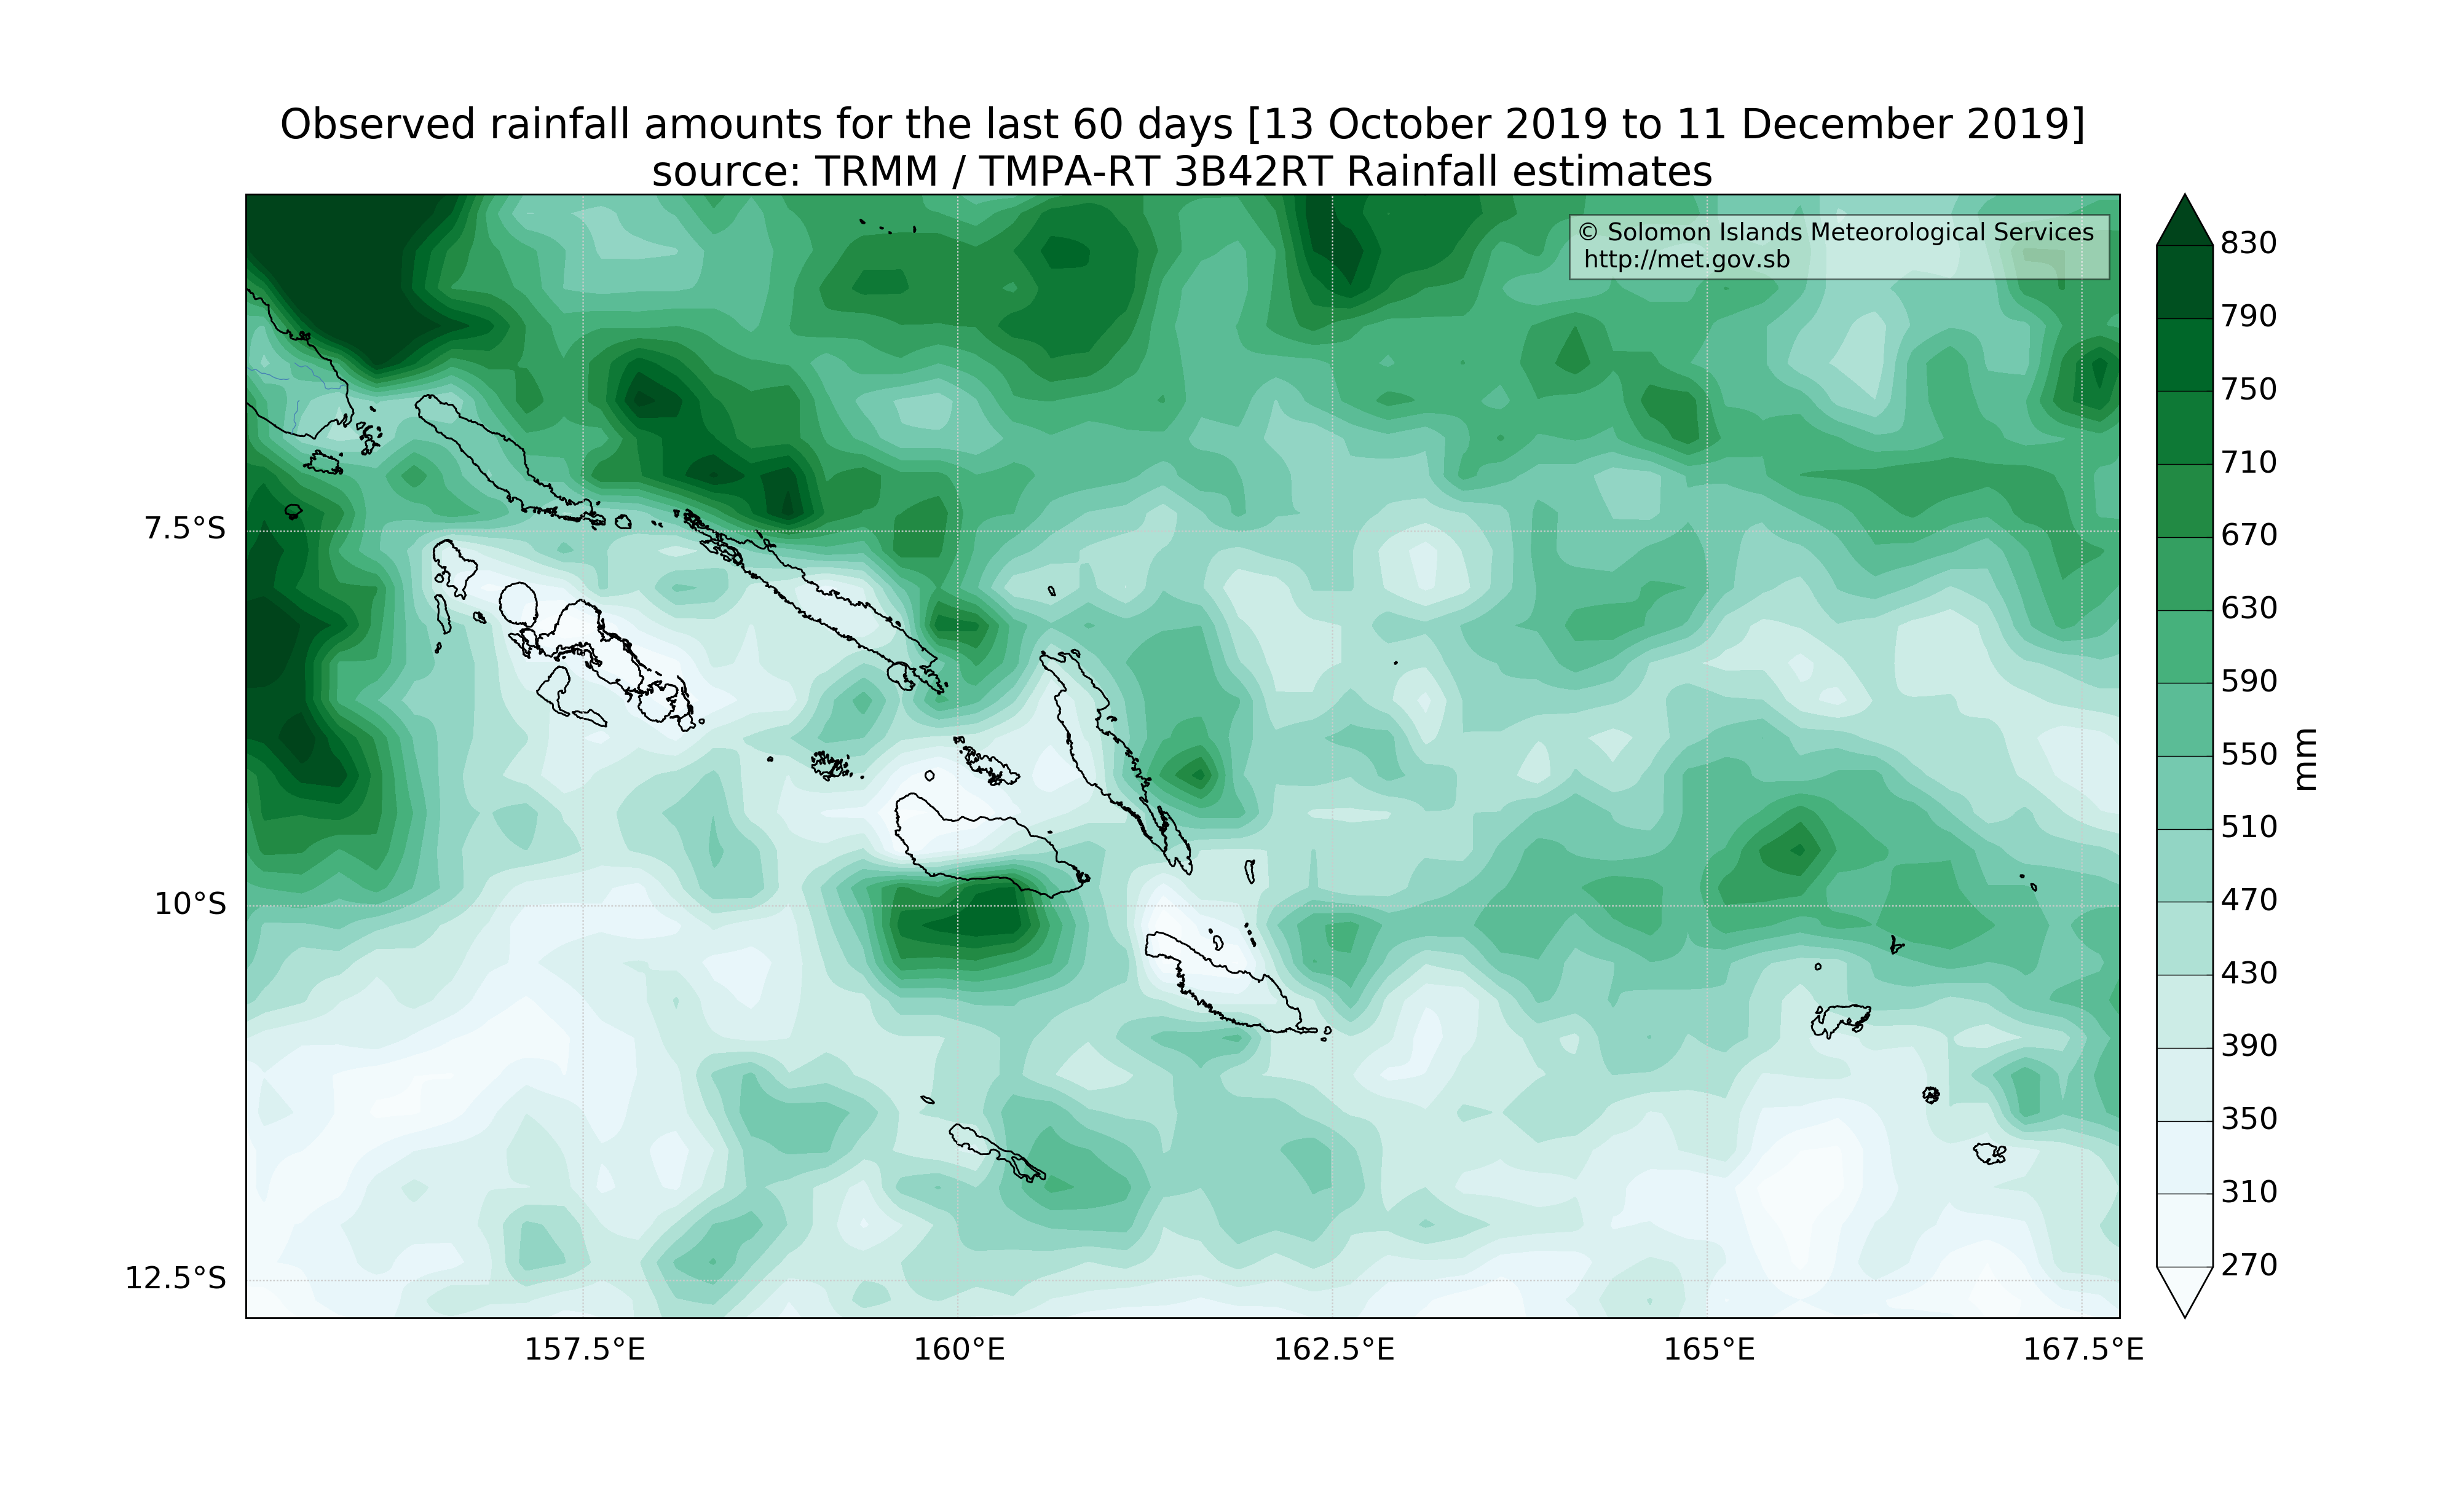 Observed rainfall amounts for the last 60 days [13 October 2019 to 11 December 2019]
source: TRMM / TMPA-RT 3B42RT Rainfall estimates
© Solomon Islands Meteorological Services
http://met.gov.sb
7.5°S
10°S
12.5°S
157.5°E
160°E
162.5°E
165°E
167.5°E
830
790
750
710
670
630
590
550
510
470
430
390
350
310
270
mm